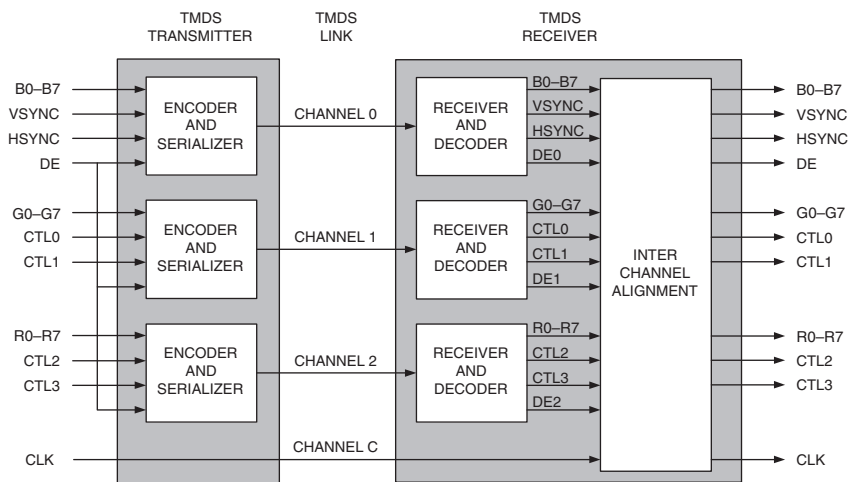 TMDS
TRANSMITTER
TMDS
LINK
TMDS
RECEIVER
B0–B7
VSYNC
HSYNC
DE
ENCODER
AND
SERIALIZER
CHANNEL 0
RECEIVER
AND
DECODER
B0–B7
VSYNC
HSYNC
DE0
B0–B7
VSYNC
HSYNC
DE
G0–G7
CTL0
CTL1
ENCODER
AND
SERIALIZER
CHANNEL 1
RECEIVER
AND
DECODER
G0–G7
CTL0
CTL1
DE1
INTER
CHANNEL
ALIGNMENT
G0–G7
CTL0
CTL1
R0–R7
CTL2
CTL3
ENCODER
AND
SERIALIZER
CHANNEL 2
RECEIVER
AND
DECODER
R0–R7
CTL2
CTL3
DE2
R0–R7
CTL2
CTL3
CLK
CHANNEL C
CLK